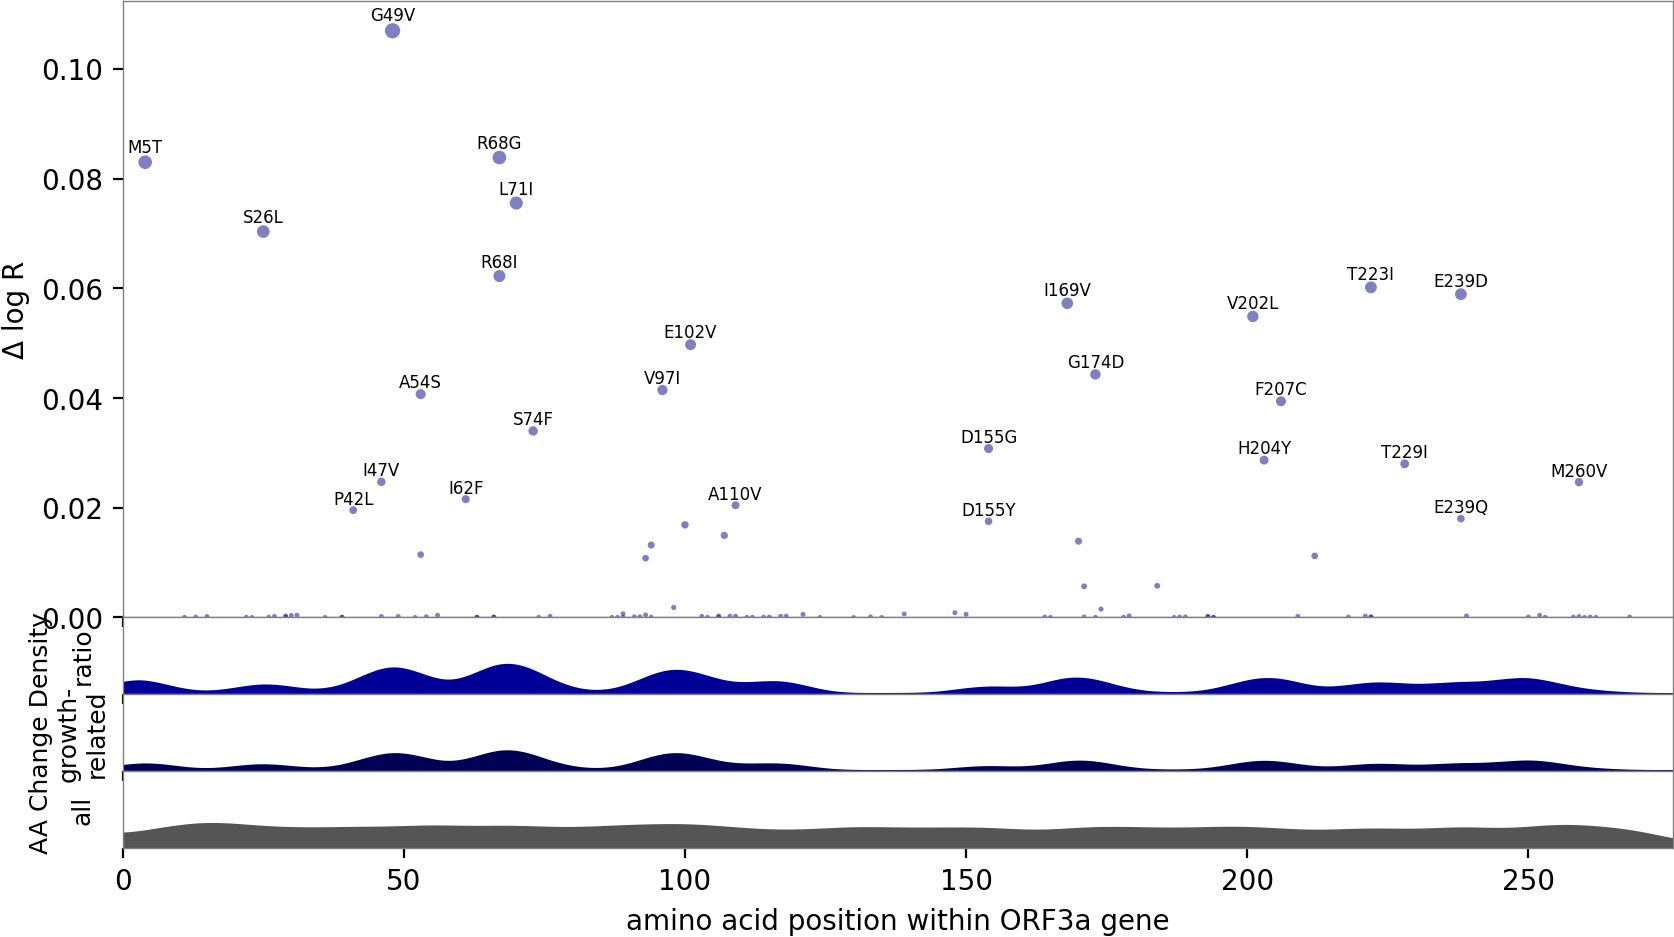 G49V
0.10
M5T
R68G
0.08
L71I
S26L
R68I
0.06
T223I
E239D
I169V
V202L
Δ log R
E102V
G174D
V97I
A54S
F207C
0.04
S74F
D155G
H204Y
T229I
I47V
M260V
I62F
P42L
A110V
0.02
D155Y
E239Q
0.00
AA Change Density
ratio
growth-
related
all
0 50 100 150 200 250
amino acid position within ORF3a gene